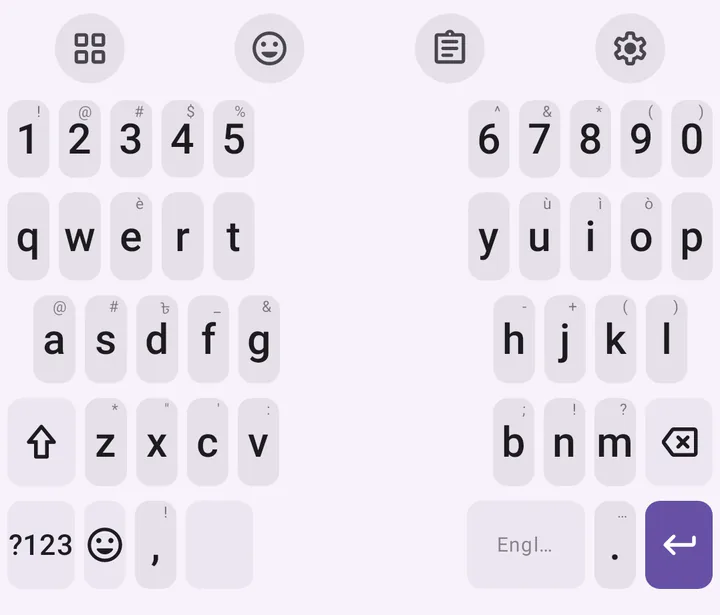 ! @ # $ % ^ & * ( )
1 2 3 4 5 6 7 8 9 0
è ù ì ò
q w e r t y u i o p
@ # _ & - + ( )
a s d f g h j k l
* " ' : ; ! ?
z x c v b n m
! …
?123 , Engl... .